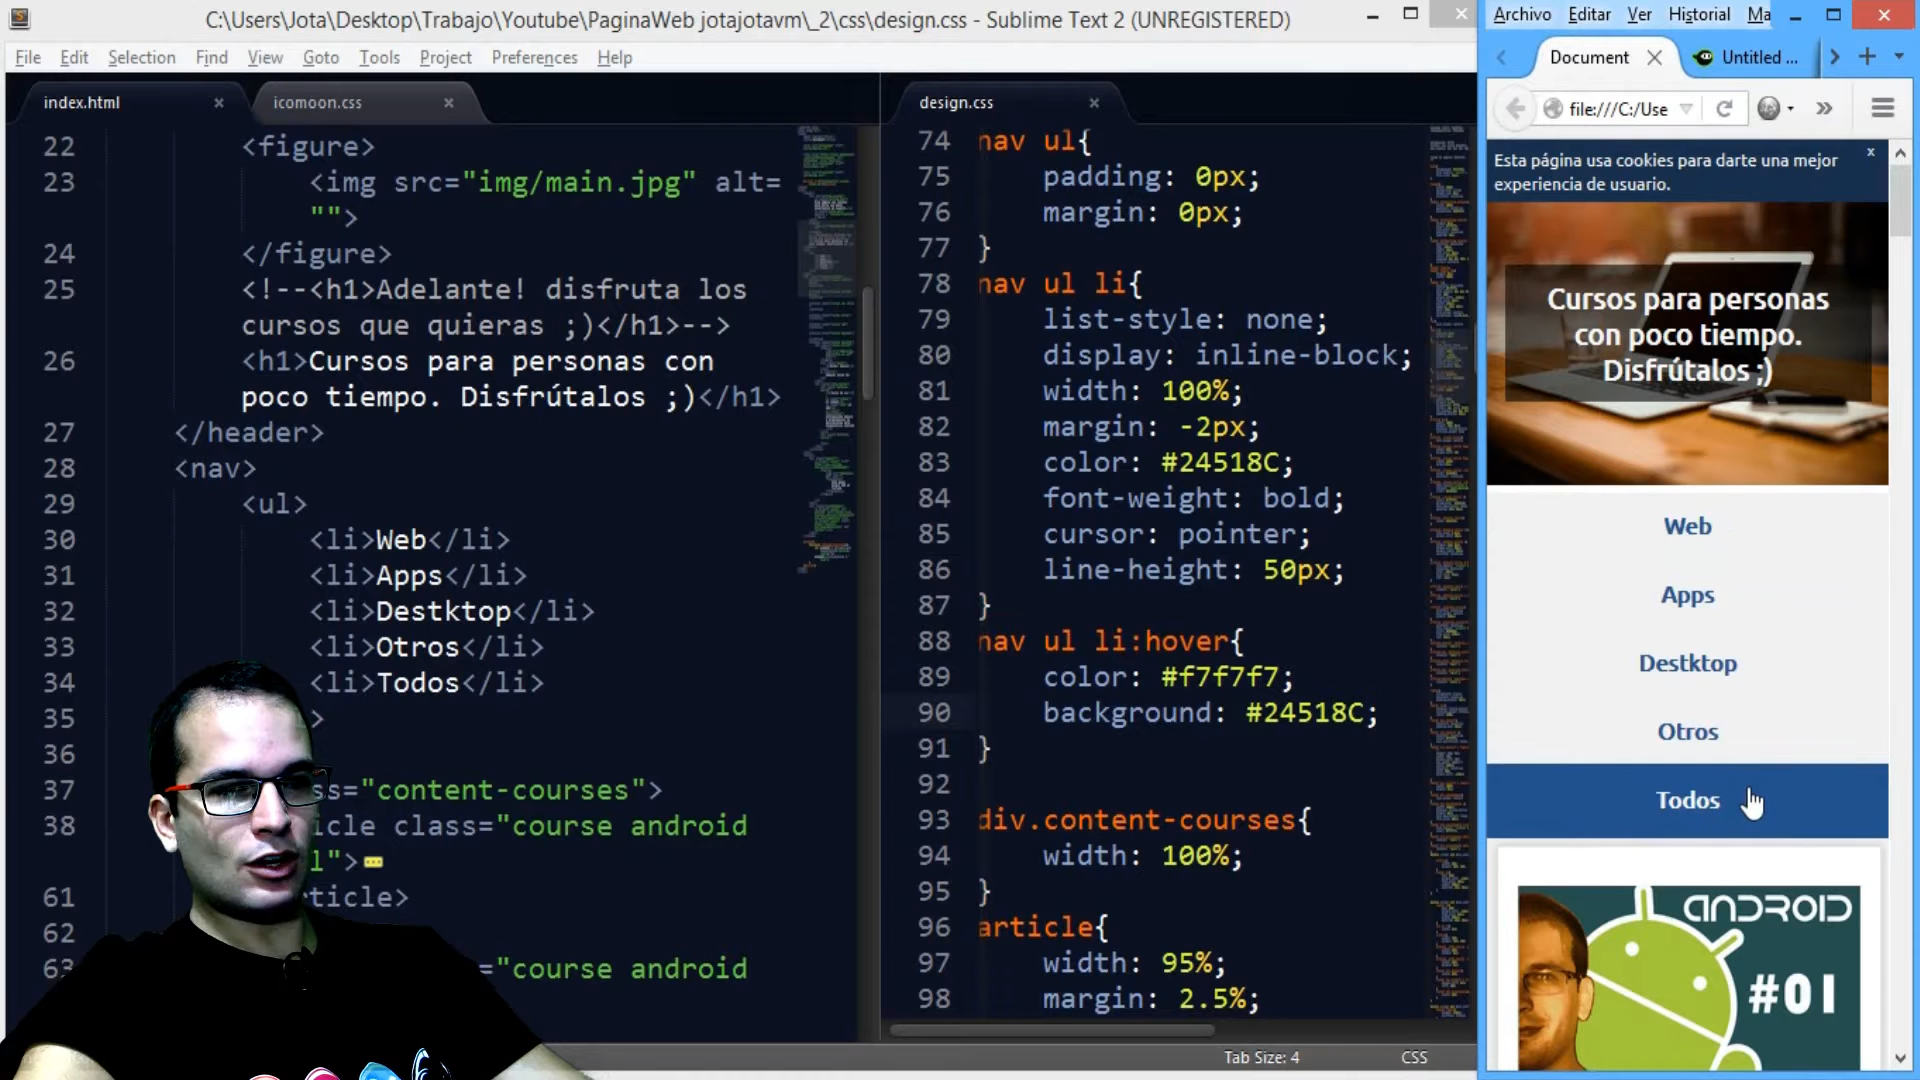 C:\Users\Jota\Desktop\Trabajo\Youtube\PaginaWeb jotajotavm\_2\css\design.css - Sublime Text 2 (UNREGISTERED)
File Edit Selection Find View Goto Tools Project Preferences Help
index.html
icomoon.css
22 <figure>
23 <img src="img/main.jpg" alt=
"">
24 </figure>
25 <!--<h1>Adelante! disfruta los
cursos que quieras ;)</h1>-->
26 <h1>Cursos para personas con
poco tiempo. Disfrútalos ;)</h1>
27 </header>
28 <nav>
29 <ul>
30 <li>Web</li>
31 <li>Apps</li>
32 <li>Destktop</li>
33 <li>Otros</li>
34 <li>Todos</li>
35 >
36
37 ss="content-courses">
38 icle class="course android
l">
61 rticle>
62
63 ="course android
design.css
74 nav ul{
75 padding: 0px;
76 margin: 0px;
77 }
78 nav ul li{
79 list-style: none;
80 display: inline-block;
81 width: 100%;
82 margin: -2px;
83 color: #24518C;
84 font-weight: bold;
85 cursor: pointer;
86 line-height: 50px;
87 }
88 nav ul li:hover{
89 color: #f7f7f7;
90 background: #24518C;
91 }
92
93 div.content-courses{
94 width: 100%;
95 }
96 article{
97 width: 95%;
98 margin: 2.5%;
Tab Size: 4
CSS
Archivo Editar Ver Historial Ma
Document
Untitled ...
file:///C:/Use
Esta página usa cookies para darte una mejor
experiencia de usuario.
x
Cursos para personas
con poco tiempo.
Disfrútalos ;)
Web
Apps
Destktop
Otros
Todos
ANDROID
#01